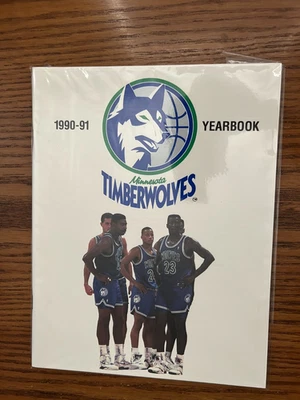 1990-91
YEARBOOK
Minnesota
TIMBERWOLVES
23